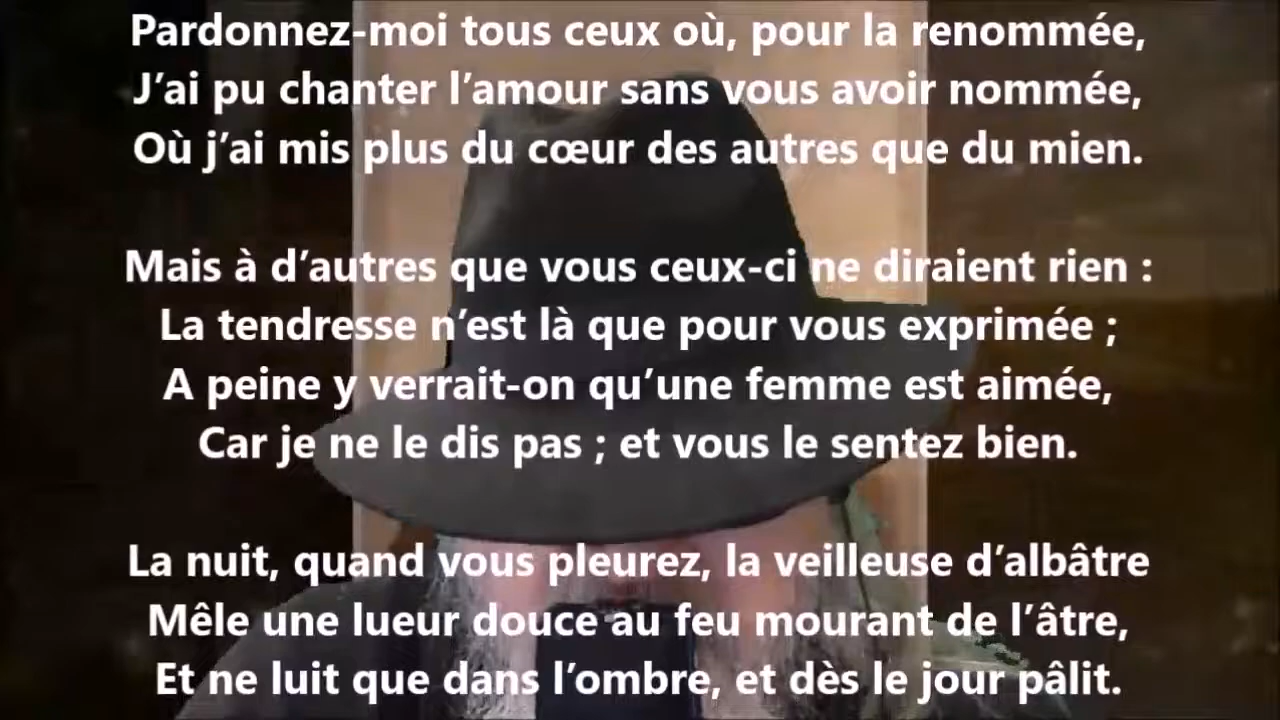 Pardonnez-moi tous ceux où, pour la renommée,
J’ai pu chanter l’amour sans vous avoir nommée,
Où j’ai mis plus du cœur des autres que du mien.
Mais à d’autres que vous ceux-ci ne diraient rien :
La tendresse n’est là que pour vous exprimée ;
A peine y verrait-on qu’une femme est aimée,
Car je ne le dis pas ; et vous le sentez bien.
La nuit, quand vous pleurez, la veilleuse d’albâtre
Mêle une lueur douce au feu mourant de l’âtre,
Et ne luit que dans l’ombre, et dès le jour pâlit.